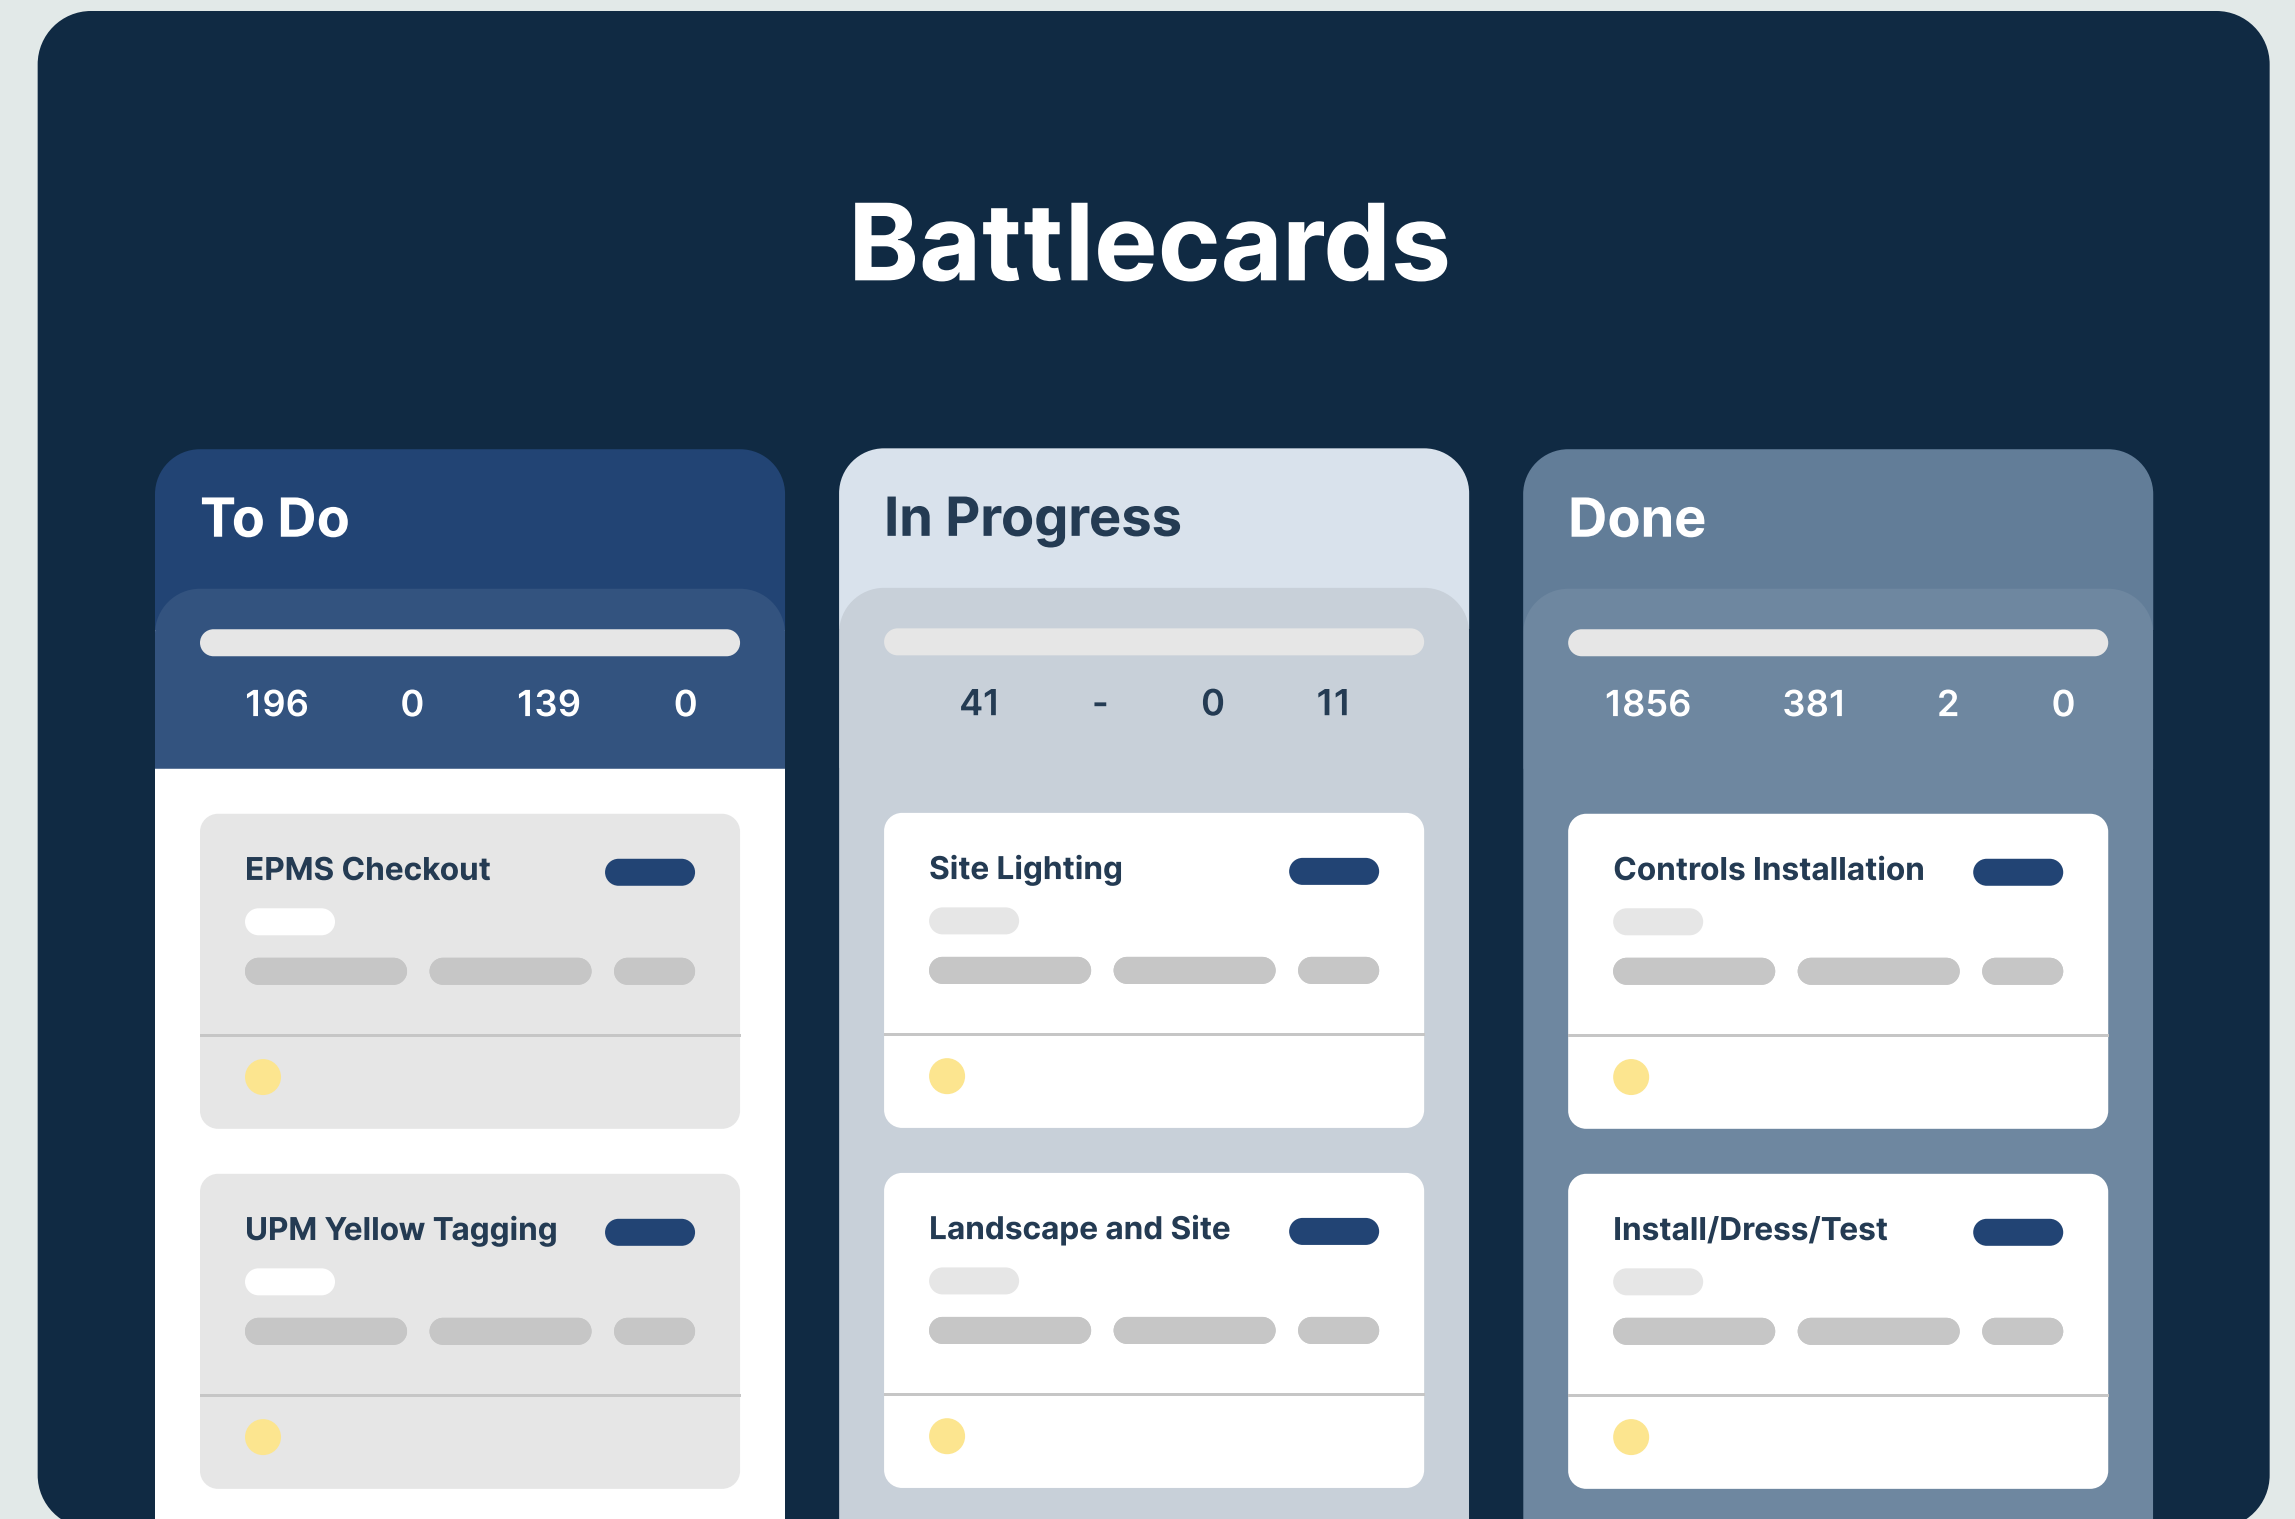 Battlecards
To Do
196 0 139 0
EPMS Checkout
UPM Yellow Tagging
In Progress
41 - 0 11
Site Lighting
Landscape and Site
Done
1856 381 2 0
Controls Installation
Install/Dress/Test